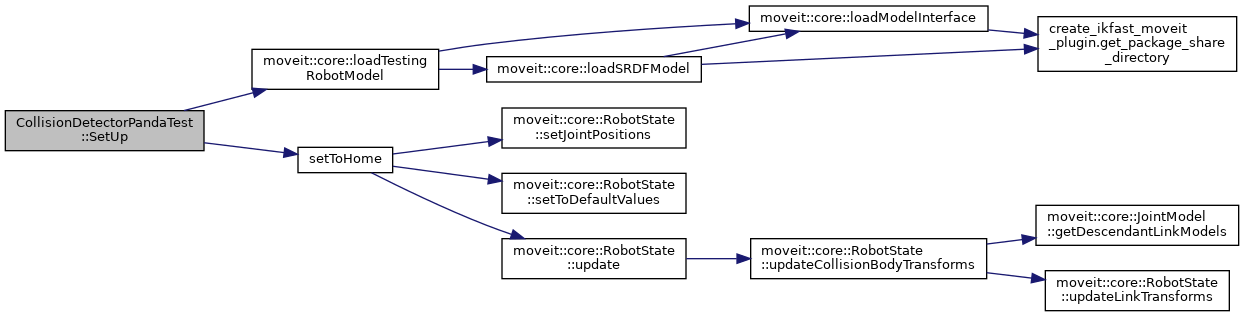 CollisionDetectorPandaTest
::SetUp
moveit::core::loadTesting
RobotModel
moveit::core::loadModelInterface
create_ikfast_moveit
_plugin.get_package_share
_directory
moveit::core::loadSRDFModel
setToHome
moveit::core::RobotState
::setJointPositions
moveit::core::RobotState
::setToDefaultValues
moveit::core::RobotState
::update
moveit::core::RobotState
::updateCollisionBodyTransforms
moveit::core::JointModel
::getDescendantLinkModels
moveit::core::RobotState
::updateLinkTransforms